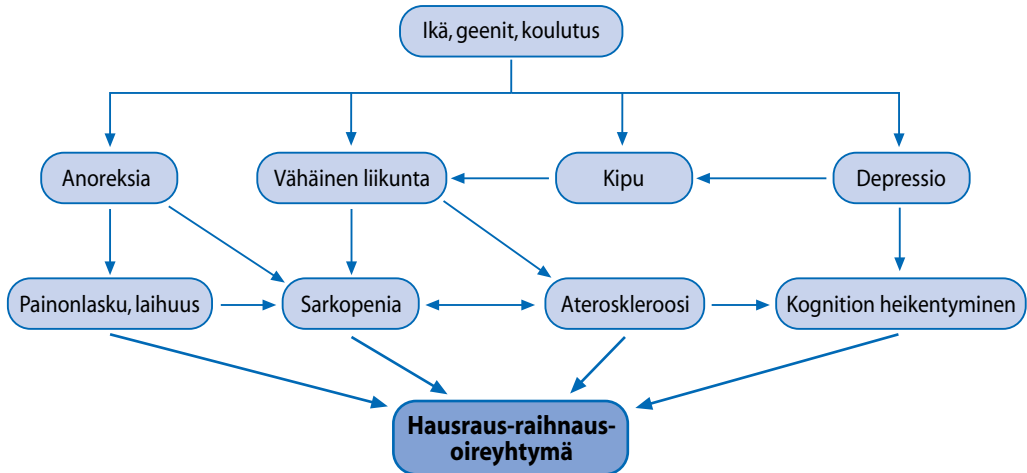 Ikä, geenit, koulutus
Anoreksia
Vähäinen liikunta
Kipu
Depressio
Painonlasku, laihuus
Sarkopenia
Ateroskleroosi
Kognition heikentyminen
Hausraus-raihnaus-
oireyhtymä